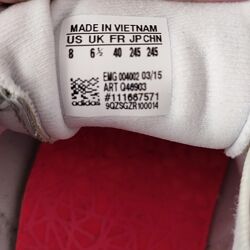 MADE IN VIETNAM
US UK FR JP CHN
8 6½ 40 245 245
EMG 004002 03/15
ART Q46903
#111667571
9QZSGZR100014
adidas